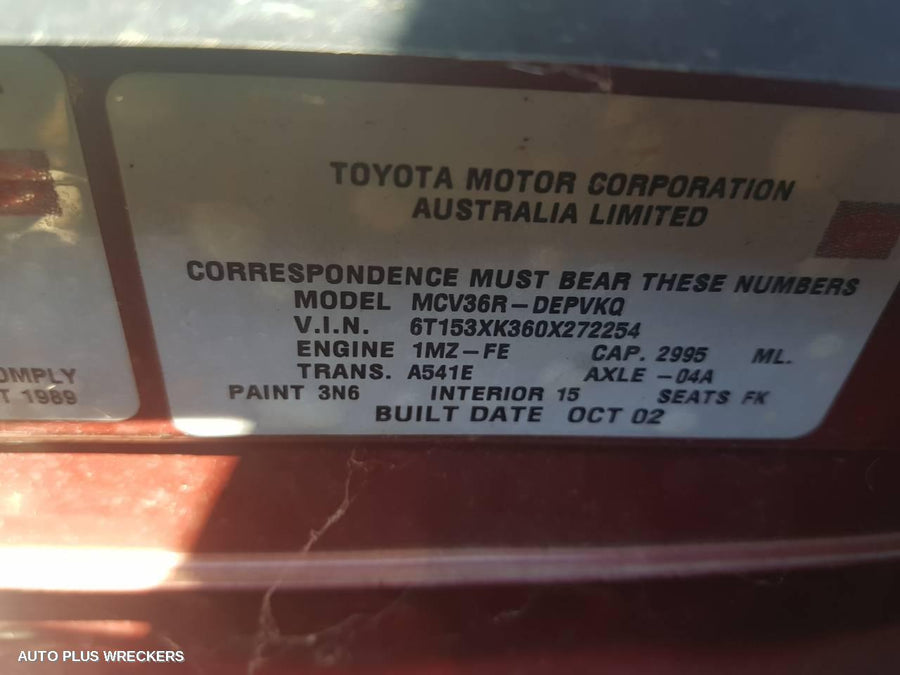 TOYOTA MOTOR CORPORATION
AUSTRALIA LIMITED
CORRESPONDENCE MUST BEAR THESE NUMBERS
MODEL MCV36R-DEPVKQ
V.I.N. 6T153XK360X272254
ENGINE 1MZ-FE CAP. 2995 ML.
TRANS. A541E AXLE -04A
PAINT 3N6 INTERIOR 15 SEATS FK
BUILT DATE OCT 02
OMPLY
T 1989
AUTO PLUS WRECKERS